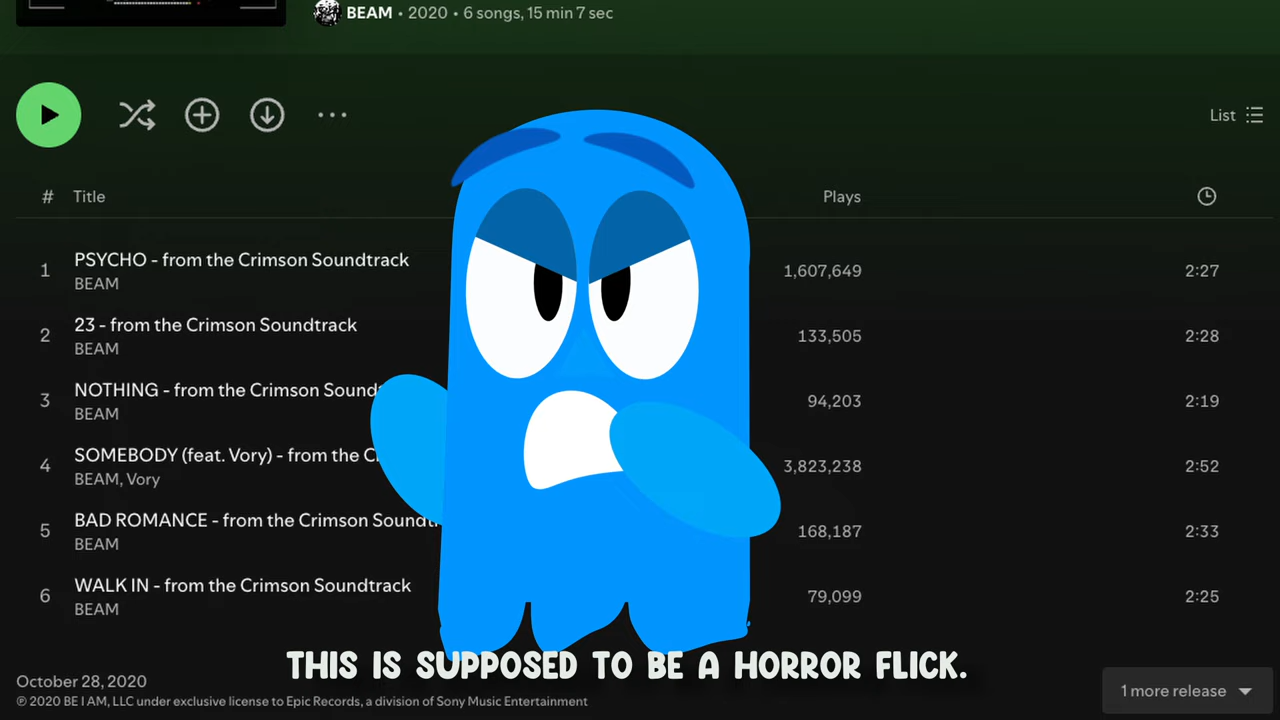 BEAM • 2020 • 6 songs, 15 min 7 sec
List
# Title Plays
1 PSYCHO - from the Crimson Soundtrack 1,607,649 2:27
BEAM
2 23 - from the Crimson Soundtrack 133,505 2:28
BEAM
3 NOTHING - from the Crimson Sound 94,203 2:19
BEAM
4 SOMEBODY (feat. Vory) - from the C 3,823,238 2:52
BEAM, Vory
5 BAD ROMANCE - from the Crimson Soundt 168,187 2:33
BEAM
6 WALK IN - from the Crimson Soundtrack 79,099 2:25
BEAM
THIS IS SUPPOSED TO BE A HORROR FLICK.
October 28, 2020
1 more release
℗ 2020 BE I AM, LLC under exclusive license to Epic Records, a division of Sony Music Entertainment